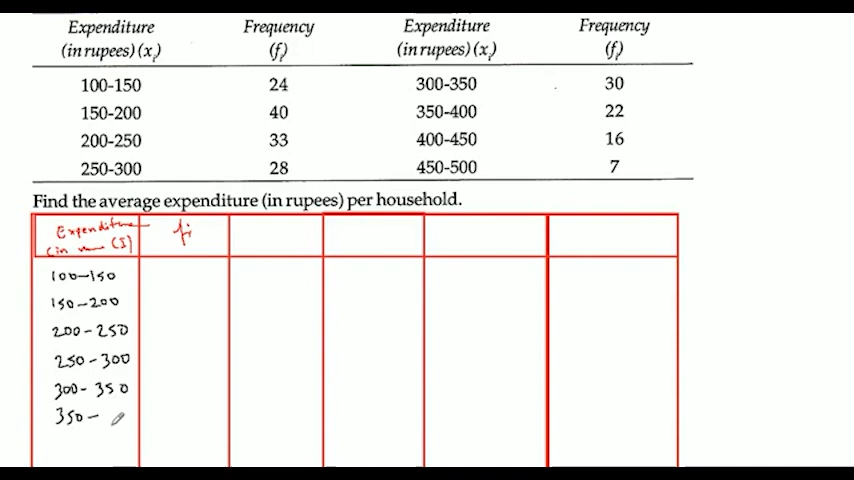 Expenditure Frequency Expenditure Frequency
(in rupees) (xi) (fi) (in rupees) (xi) (fi)
100-150 24 300-350 30
150-200 40 350-400 22
200-250 33 400-450 16
250-300 28 450-500 7
Find the average expenditure (in rupees) per household.
Expenditure fi
(in (I)
100-150
150-200
200-250
250-300
300-350
350-